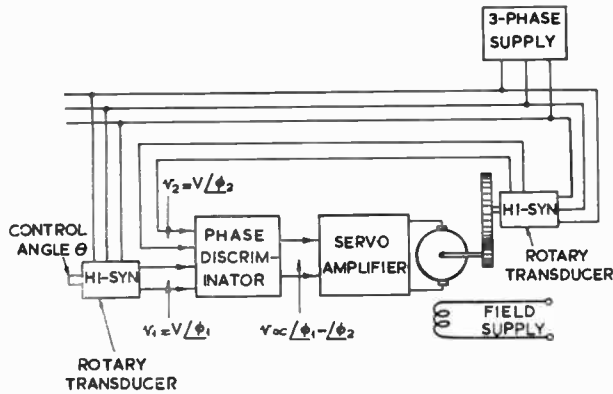 3-PHASE
SUPPLY
v₂=V/ϕ₂
CONTROL
ANGLE θ
HI-SYN
PHASE
DISCRIM-
INATOR
SERVO
AMPLIFIER
HI-SYN
ROTARY
TRANSDUCER
v₁=V/ϕ₁
v∝/ϕ₁-/ϕ₂
FIELD
SUPPLY
ROTARY
TRANSDUCER